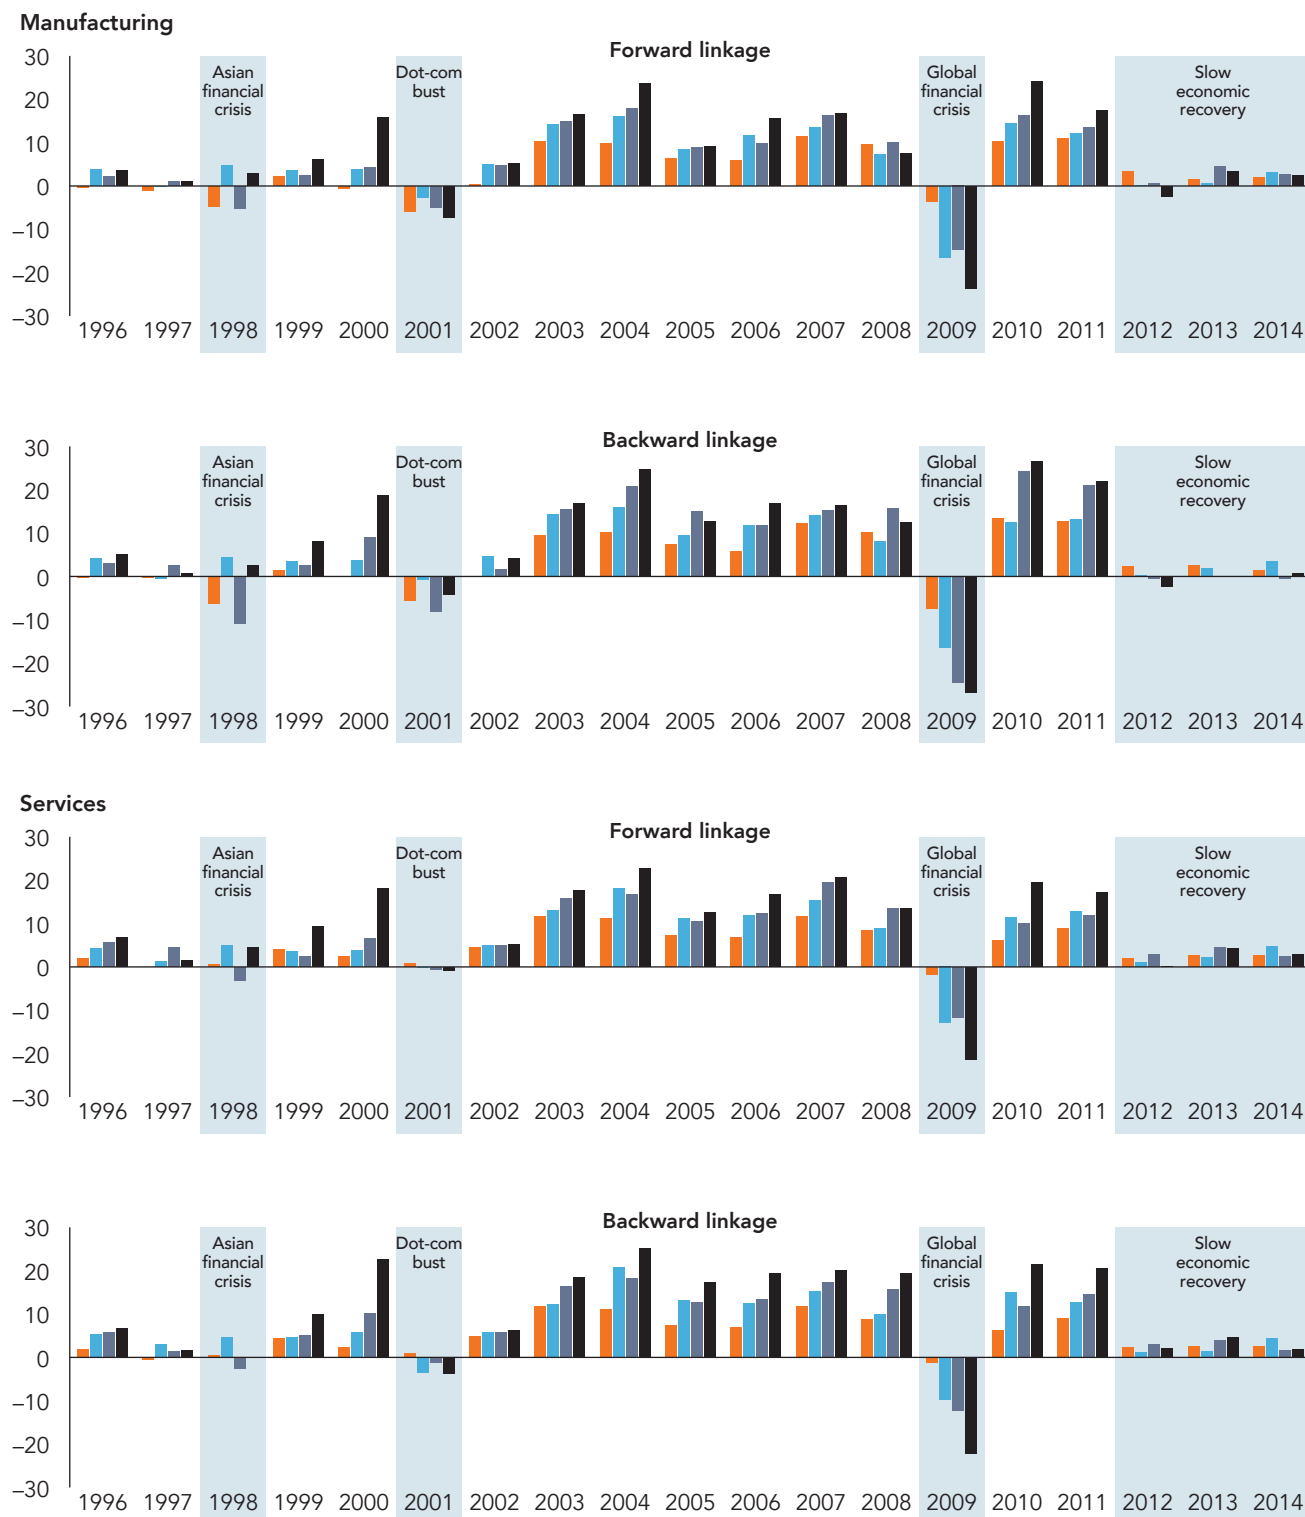 Manufacturing
Forward linkage
30
20
10
0
–10
–20
–30
Asian
financial
crisis
Dot-com
bust
Global
financial
crisis
Slow
economic
recovery
1996 1997 1998 1999 2000 2001 2002 2003 2004 2005 2006 2007 2008 2009 2010 2011 2012 2013 2014
Backward linkage
30
20
10
0
–10
–20
–30
Asian
financial
crisis
Dot-com
bust
Global
financial
crisis
Slow
economic
recovery
1996 1997 1998 1999 2000 2001 2002 2003 2004 2005 2006 2007 2008 2009 2010 2011 2012 2013 2014
Services
Forward linkage
30
20
10
0
–10
–20
–30
Asian
financial
crisis
Dot-com
bust
Global
financial
crisis
Slow
economic
recovery
1996 1997 1998 1999 2000 2001 2002 2003 2004 2005 2006 2007 2008 2009 2010 2011 2012 2013 2014
Backward linkage
30
20
10
0
–10
–20
–30
Asian
financial
crisis
Dot-com
bust
Global
financial
crisis
Slow
economic
recovery
1996 1997 1998 1999 2000 2001 2002 2003 2004 2005 2006 2007 2008 2009 2010 2011 2012 2013 2014